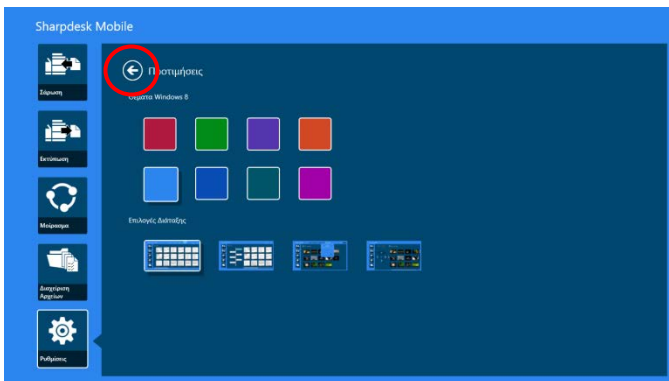 Sharpdesk Mobile
Προτιμήσεις
Θέματα Windows 8
Σάρωση
Εκτύπωση
Μοίρασμα
Επιλογές Διάταξης
Διαχείριση
Αρχείων
Ρυθμίσεις